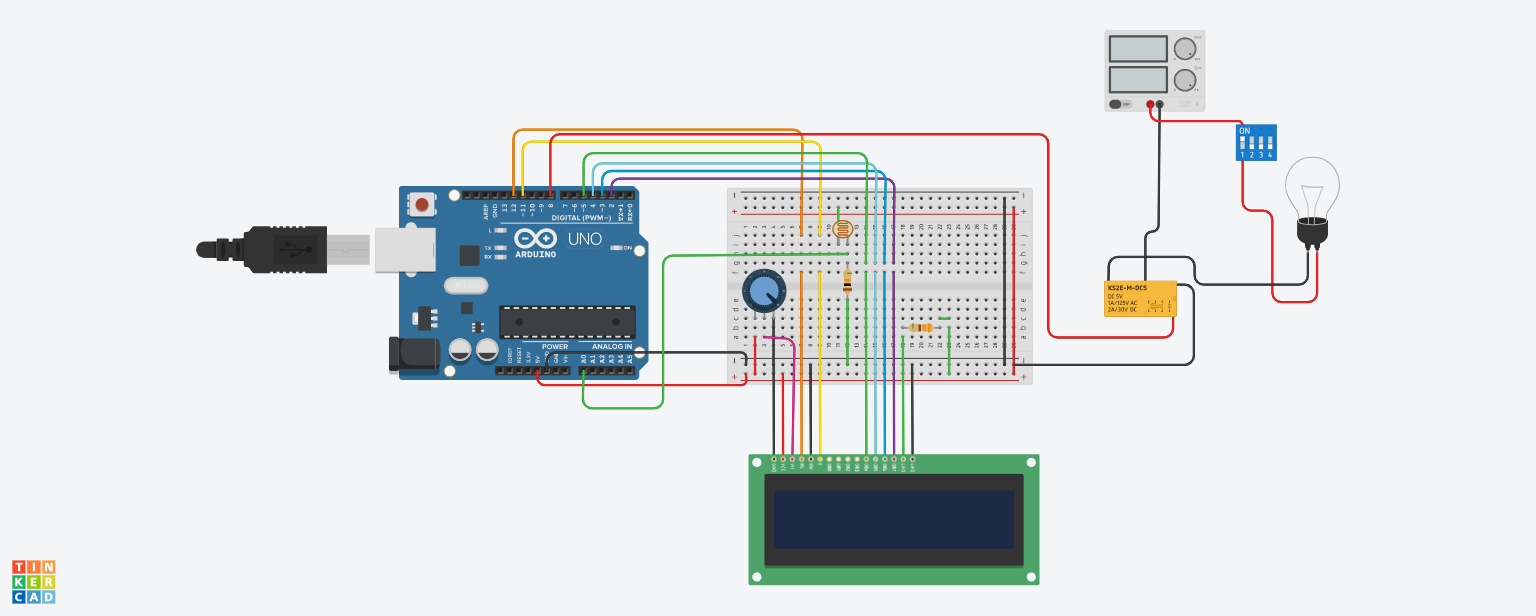 ON
1 2 3 4
AREF
GND
13
12
~11
~10
~9
8
7
~6
~5
4
~3
2
TX→1
RX←0
DIGITAL (PWM~)
L
TX
RX
ARDUINO
UNO
ON
POWER
ANALOG IN
IOREF
RESET
3.3V
5V
GND
Vin
A0
A1
A2
A3
A4
A5
KS2E-M-DC5
DC 5V
1A/125V AC
2A/30V DC
TIN
KER
CAD